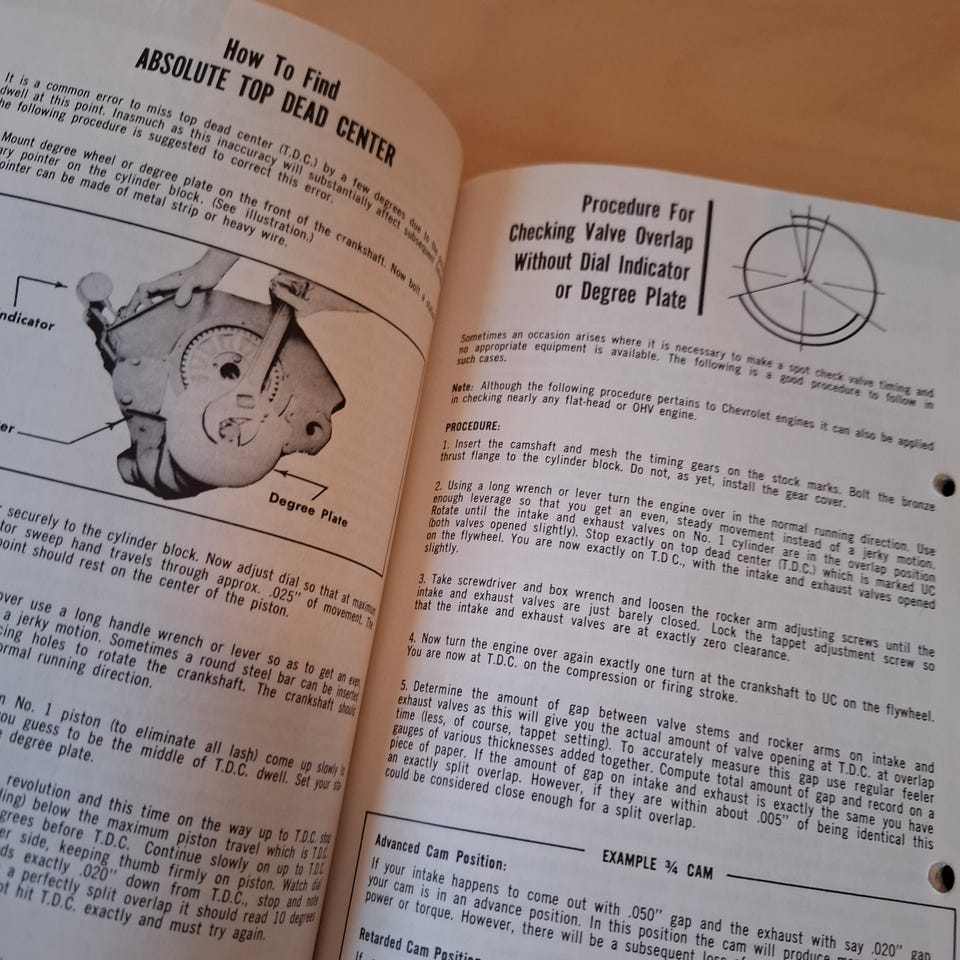 How To Find
ABSOLUTE TOP DEAD CENTER
It is a common error to miss top dead center (T.D.C.) by a few degrees due to the
dwell at this point. Inasmuch as this inaccuracy will substantially affect subsequent
the following procedure is suggested to correct this error.
Mount degree wheel or degree plate on the front of the crankshaft. Now bolt a
pointer on the cylinder block. (See illustration.)
pointer can be made of metal strip or heavy wire.
Indicator
Degree Plate
securely to the cylinder block. Now adjust dial so that at maximum
sweep hand travels through approx. .025" of movement. The
point should rest on the center of the piston.
use a long handle wrench or lever so as to get an even,
a jerky motion. Sometimes a round steel bar can be inserted
holes to rotate the crankshaft. The crankshaft should
normal running direction.
No. 1 piston (to eliminate all lash) come up slowly to
you guess to be the middle of T.D.C. dwell. Set your
degree plate.
revolution and this time on the way up to T.D.C. stop
below the maximum piston travel which is T.D.C.
before T.D.C. Continue slowly on up to T.D.C.
side, keeping thumb firmly on piston. Watch dial
exactly .020" down from T.D.C., stop and note
a perfectly split overlap it should read 10 degrees
hit T.D.C. exactly and must try again.
Procedure For
Checking Valve Overlap
Without Dial Indicator
or Degree Plate
Sometimes an occasion arises where it is necessary to make a spot check valve timing and
no appropriate equipment is available. The following is a good procedure to follow in
such cases.
Note: Although the following procedure pertains to Chevrolet engines it can also be applied
in checking nearly any flat-head or OHV engine.
PROCEDURE:
1. Insert the camshaft and mesh the timing gears on the stock marks. Bolt the bronze
thrust flange to the cylinder block. Do not, as yet, install the gear cover.
2. Using a long wrench or lever turn the engine over in the normal running direction. Use
enough leverage so that you get an even, steady movement instead of a jerky motion.
Rotate until the intake and exhaust valves on No. 1 cylinder are in the overlap position
(both valves opened slightly). Stop exactly on top dead center (T.D.C.) which is marked UC
on the flywheel. You are now exactly on T.D.C., with the intake and exhaust valves opened
slightly.
3. Take screwdriver and box wrench and loosen the rocker arm adjusting screws until the
intake and exhaust valves are just barely closed. Lock the tappet adjustment screw so
that the intake and exhaust valves are at exactly zero clearance.
4. Now turn the engine over again exactly one turn at the crankshaft to UC on the flywheel.
You are now at T.D.C. on the compression or firing stroke.
5. Determine the amount of gap between valve stems and rocker arms on intake and
exhaust valves as this will give you the actual amount of valve opening at T.D.C. at overlap
time (less, of course, tappet setting). To accurately measure this gap use regular feeler
gauges of various thicknesses added together. Compute total amount of gap and record on a
piece of paper. If the amount of gap on intake and exhaust is exactly the same you have
an exactly split overlap. However, if they are within about .005" of being identical this
could be considered close enough for a split overlap.
EXAMPLE ¾ CAM
Advanced Cam Position:
If your intake happens to come out with .050" gap and the exhaust with say .020" gap
your cam is in an advance position. In this position the cam will produce
power or torque. However, there will be a subsequent loss
Retarded Cam
If